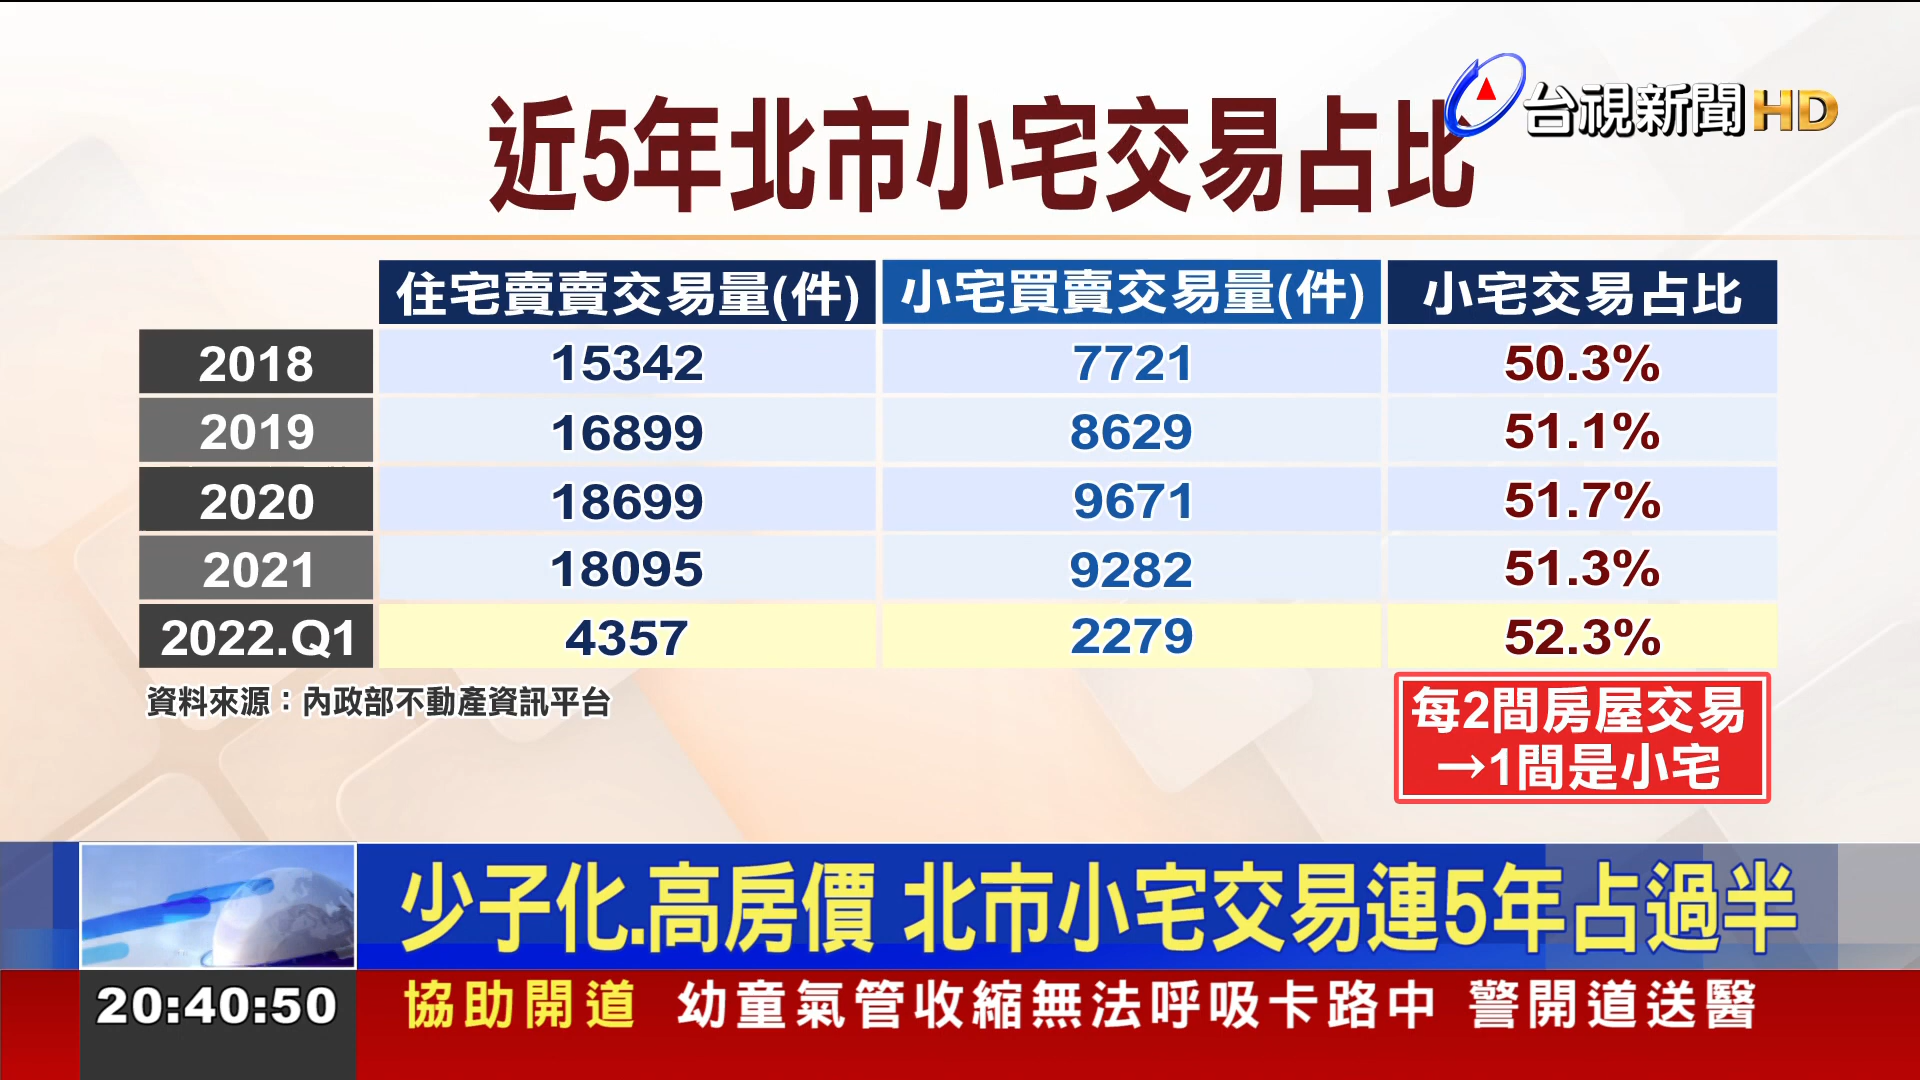 近5年北市小宅交易占比
台視新聞HD
住宅賣賣交易量(件) 小宅買賣交易量(件) 小宅交易占比
2018 15342 7721 50.3%
2019 16899 8629 51.1%
2020 18699 9671 51.7%
2021 18095 9282 51.3%
2022.Q1 4357 2279 52.3%
資料來源：內政部不動產資訊平台
每2間房屋交易
→1間是小宅
少子化.高房價 北市小宅交易連5年占過半
20:40:50
協助開道 幼童氣管收縮無法呼吸卡路中 警開道送醫